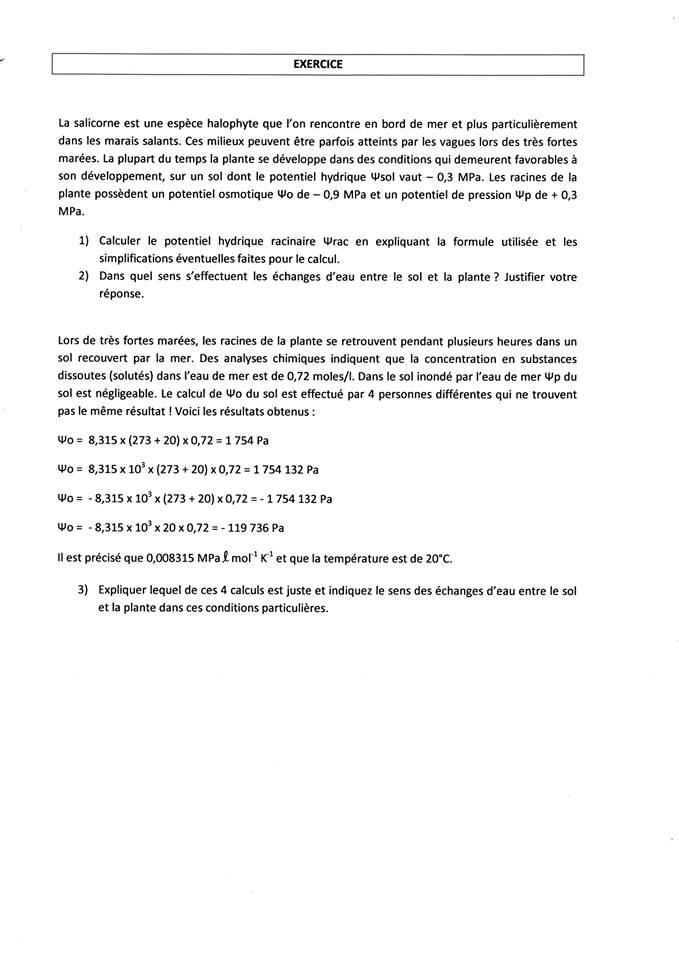 EXERCICE
La salicorne est une espèce halophyte que l'on rencontre en bord de mer et plus particulièrement
dans les marais salants. Ces milieux peuvent être parfois atteints par les vagues lors des très fortes
marées. La plupart du temps la plante se développe dans des conditions qui demeurent favorables à
son développement, sur un sol dont le potentiel hydrique Ψsol vaut – 0,3 MPa. Les racines de la
plante possèdent un potentiel osmotique Ψo de – 0,9 MPa et un potentiel de pression Ψp de + 0,3
MPa.
1) Calculer le potentiel hydrique racinaire Ψrac en expliquant la formule utilisée et les
simplifications éventuelles faites pour le calcul.
2) Dans quel sens s'effectuent les échanges d'eau entre le sol et la plante ? Justifier votre
réponse.
Lors de très fortes marées, les racines de la plante se retrouvent pendant plusieurs heures dans un
sol recouvert par la mer. Des analyses chimiques indiquent que la concentration en substances
dissoutes (solutés) dans l'eau de mer est de 0,72 moles/l. Dans le sol inondé par l'eau de mer Ψp du
sol est négligeable. Le calcul de Ψo du sol est effectué par 4 personnes différentes qui ne trouvent
pas le même résultat ! Voici les résultats obtenus :
Ψo = 8,315 x (273 + 20) x 0,72 = 1 754 Pa
Ψo = 8,315 x 10³ x (273 + 20) x 0,72 = 1 754 132 Pa
Ψo = - 8,315 x 10³ x (273 + 20) x 0,72 = - 1 754 132 Pa
Ψo = - 8,315 x 10³ x 20 x 0,72 = - 119 736 Pa
Il est précisé que 0,008315 MPa ℓ mol⁻¹ K⁻¹ et que la température est de 20°C.
3) Expliquer lequel de ces 4 calculs est juste et indiquez le sens des échanges d'eau entre le sol
et la plante dans ces conditions particulières.